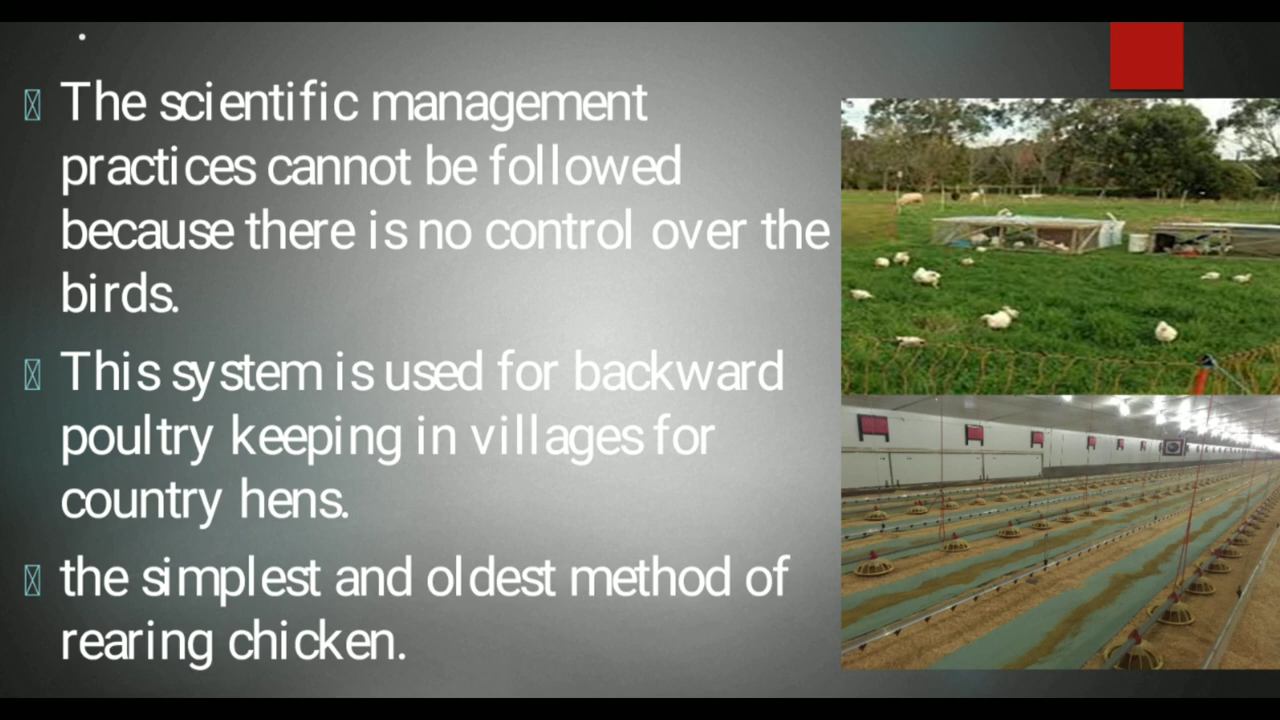 The scientific management
practices cannot be followed
because there is no control over the
birds.
This system is used for backward
poultry keeping in villages for
country hens.
the simplest and oldest method of
rearing chicken.